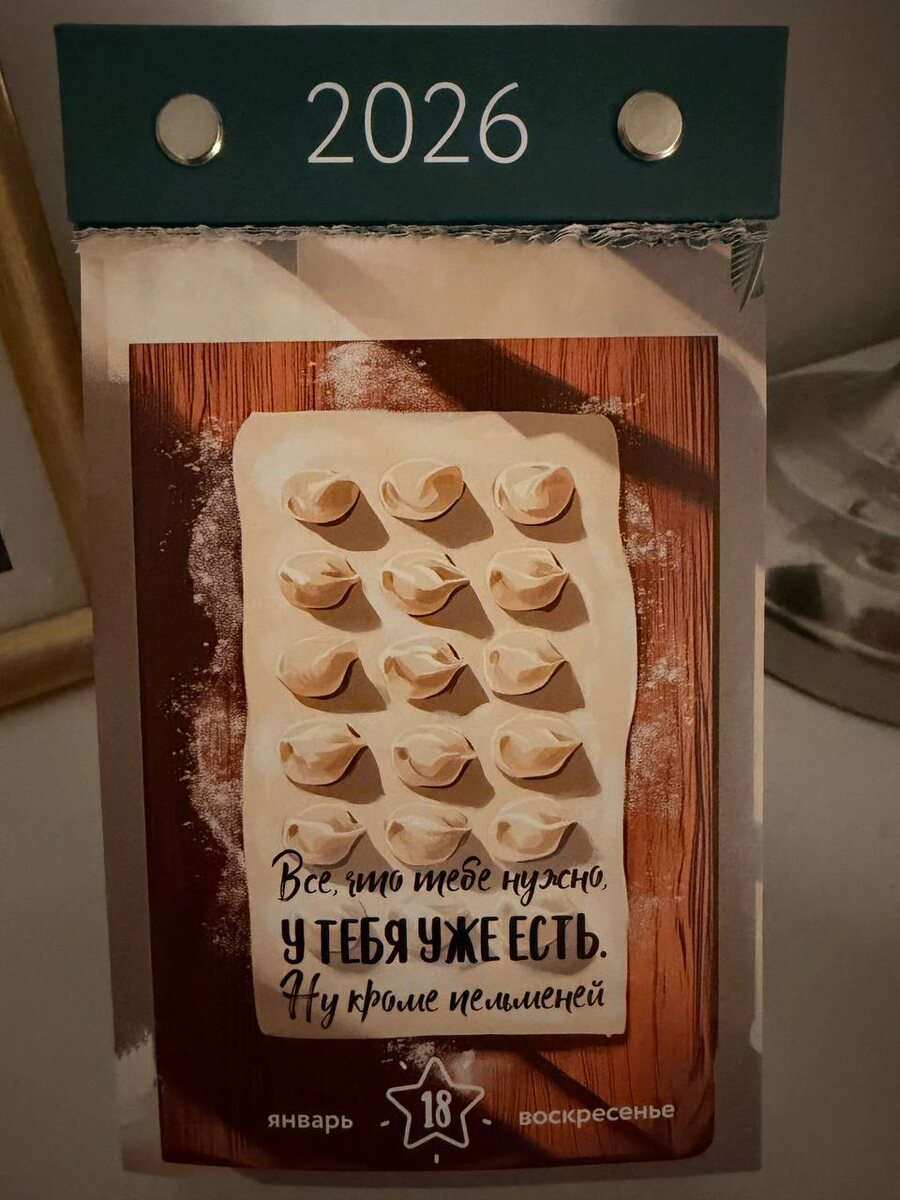 2026
Все, что тебе нужно,
У ТЕБЯ УЖЕ ЕСТЬ.
Ну кроме пельменей
январь 18 воскресенье